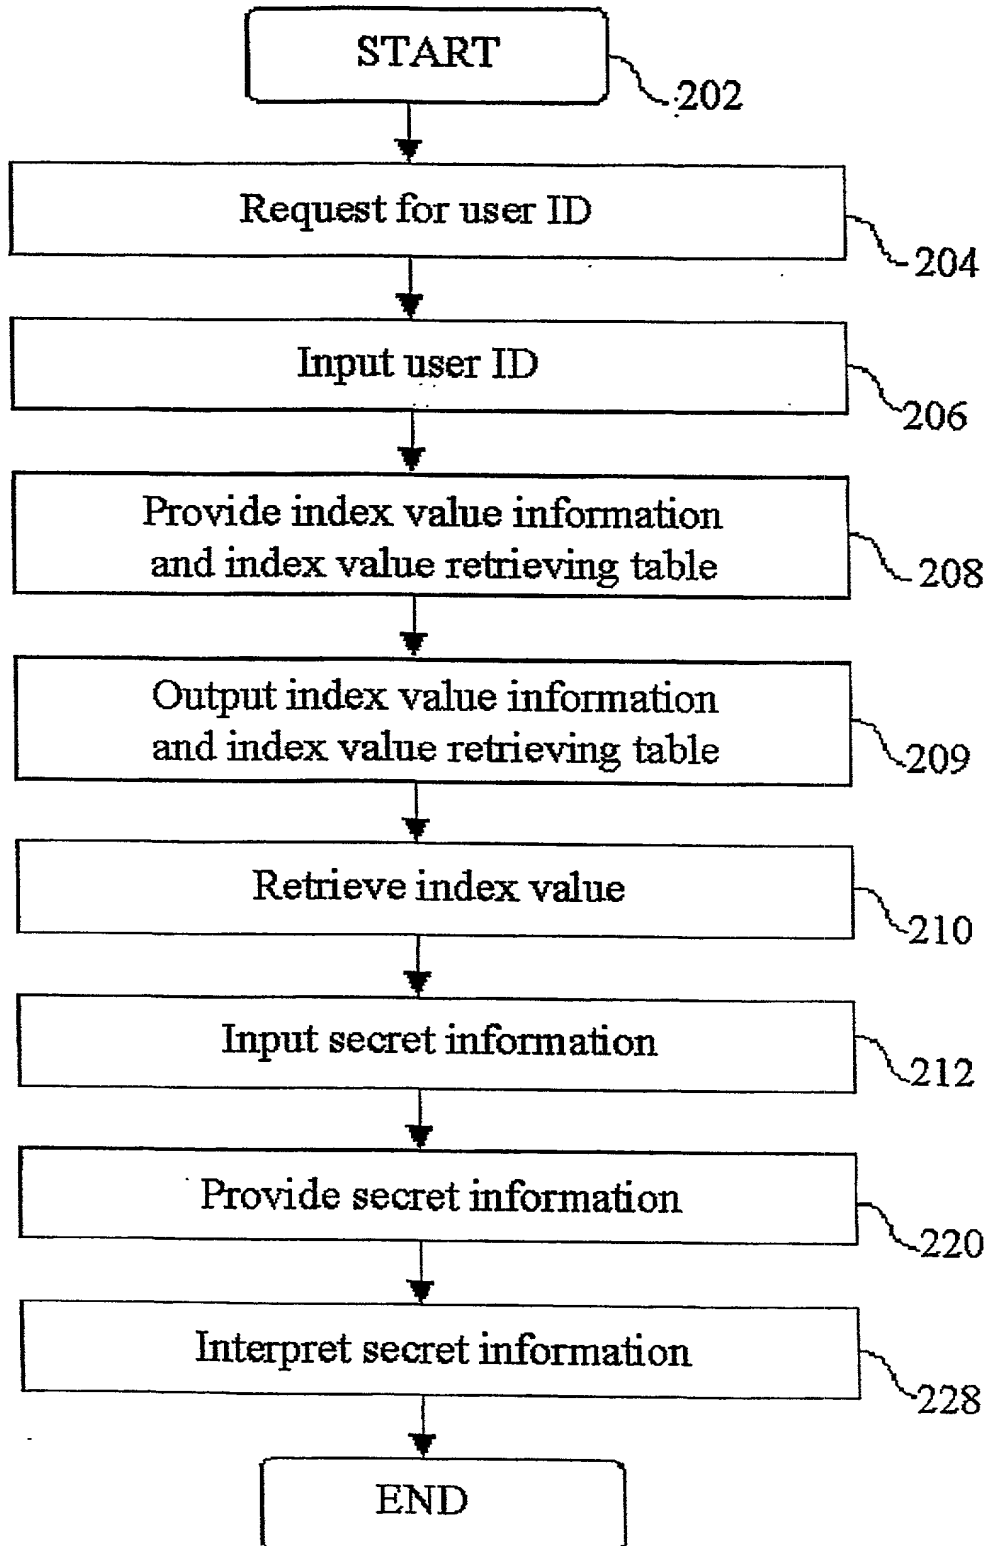 START
202
Request for user ID
204
Input user ID
206
Provide index value information
and index value retrieving table
208
Output index value information
and index value retrieving table
209
Retrieve index value
210
Input secret information
212
Provide secret information
220
Interpret secret information
228
END